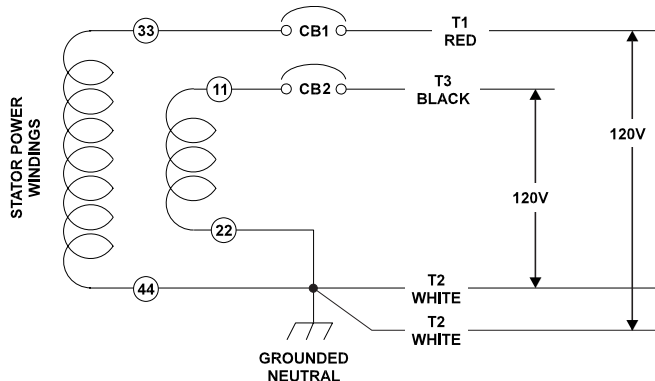 33
CB1
T1
RED
11
CB2
T3
BLACK
STATOR POWER
WINDINGS
120V
120V
22
44
T2
WHITE
T2
WHITE
GROUNDED
NEUTRAL